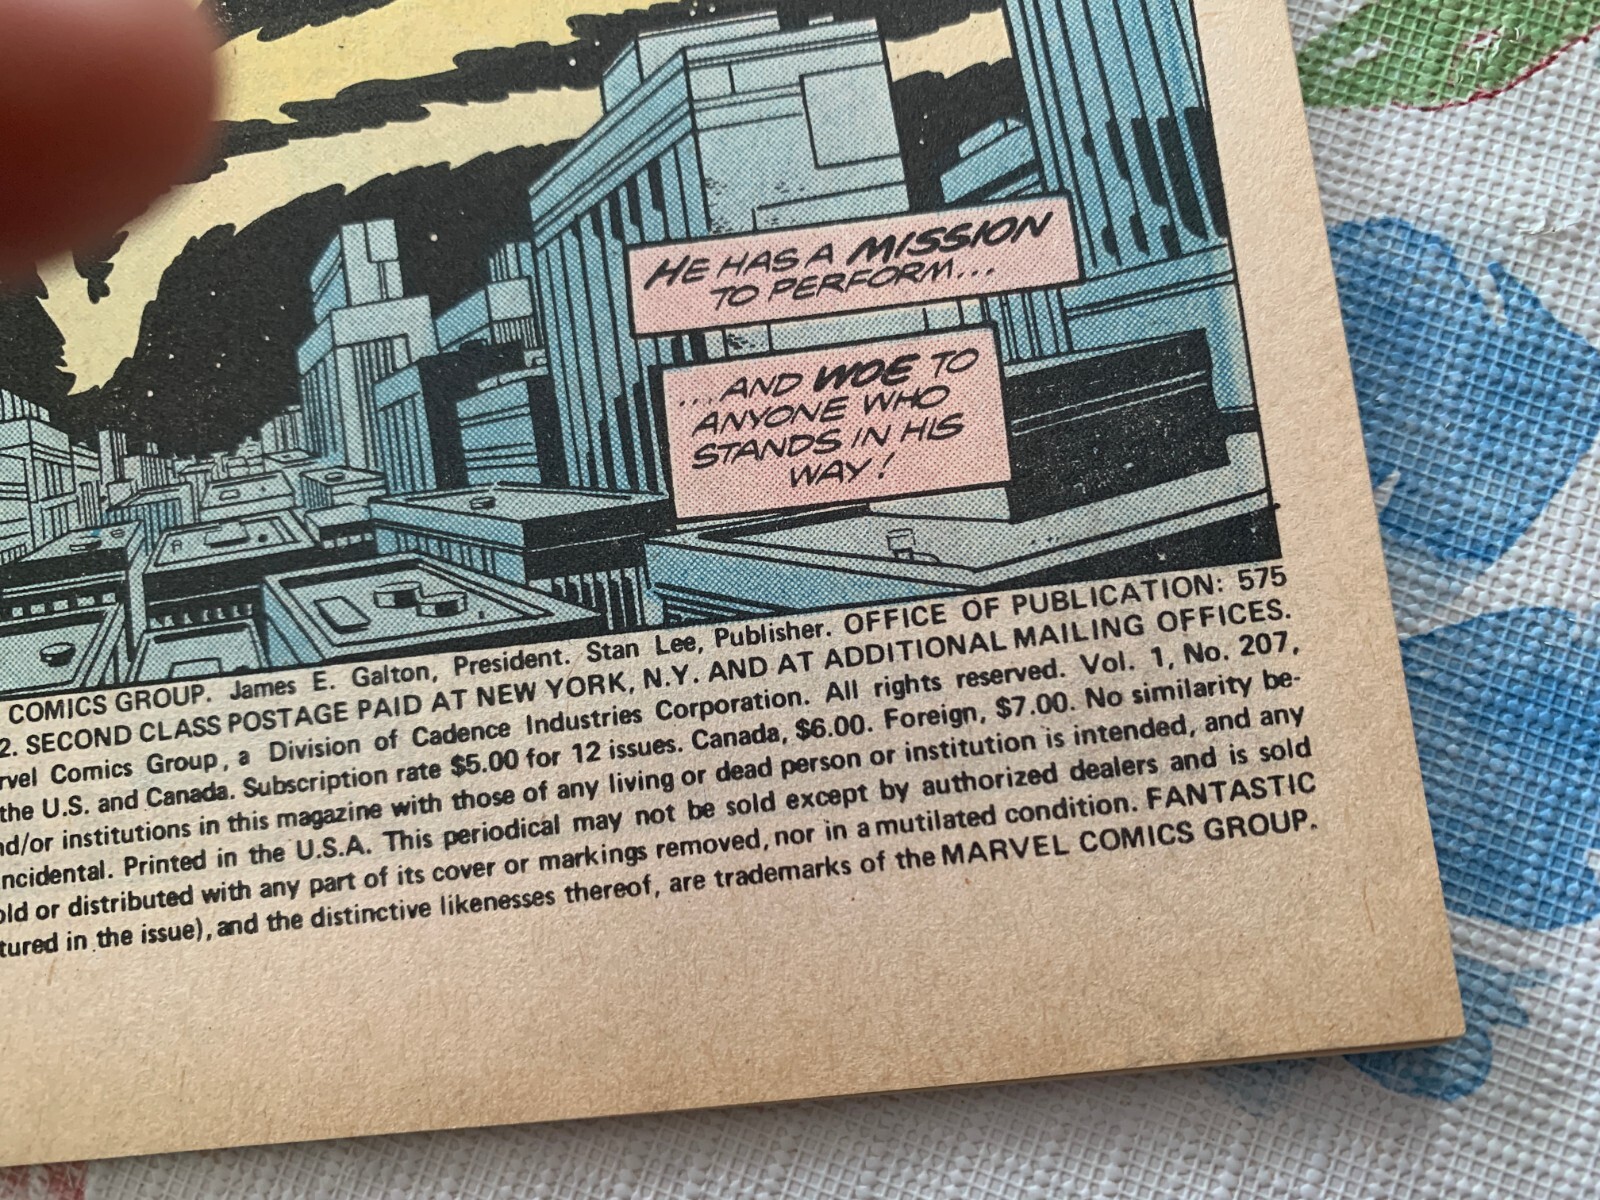 HE HAS A MISSION
TO PERFORM...
...AND WOE TO
ANYONE WHO
STANDS IN HIS
WAY!
COMICS GROUP. James E. Galton, President. Stan Lee, Publisher. OFFICE OF PUBLICATION: 575
2. SECOND CLASS POSTAGE PAID AT NEW YORK, N.Y. AND AT ADDITIONAL MAILING OFFICES.
rvel Comics Group, a Division of Cadence Industries Corporation. All rights reserved. Vol. 1, No. 207,
the U.S. and Canada. Subscription rate $5.00 for 12 issues. Canada, $6.00. Foreign, $7.00. No similarity be-
nd/or institutions in this magazine with those of any living or dead person or institution is intended, and any
ncidental. Printed in the U.S.A. This periodical may not be sold except by authorized dealers and is sold
old or distributed with any part of its cover or markings removed, nor in a mutilated condition. FANTASTIC
tured in the issue), and the distinctive likenesses thereof, are trademarks of the MARVEL COMICS GROUP.